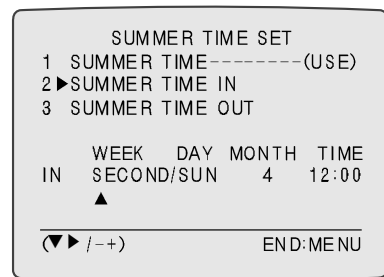 SUMMER TIME SET
1 SUMMER TIME--------(USE)
2 ▶SUMMER TIME IN
3 SUMMER TIME OUT
WEEK DAY MONTH TIME
IN SECOND/SUN 4 12:00
▲
(▼▶/-+) END:MENU